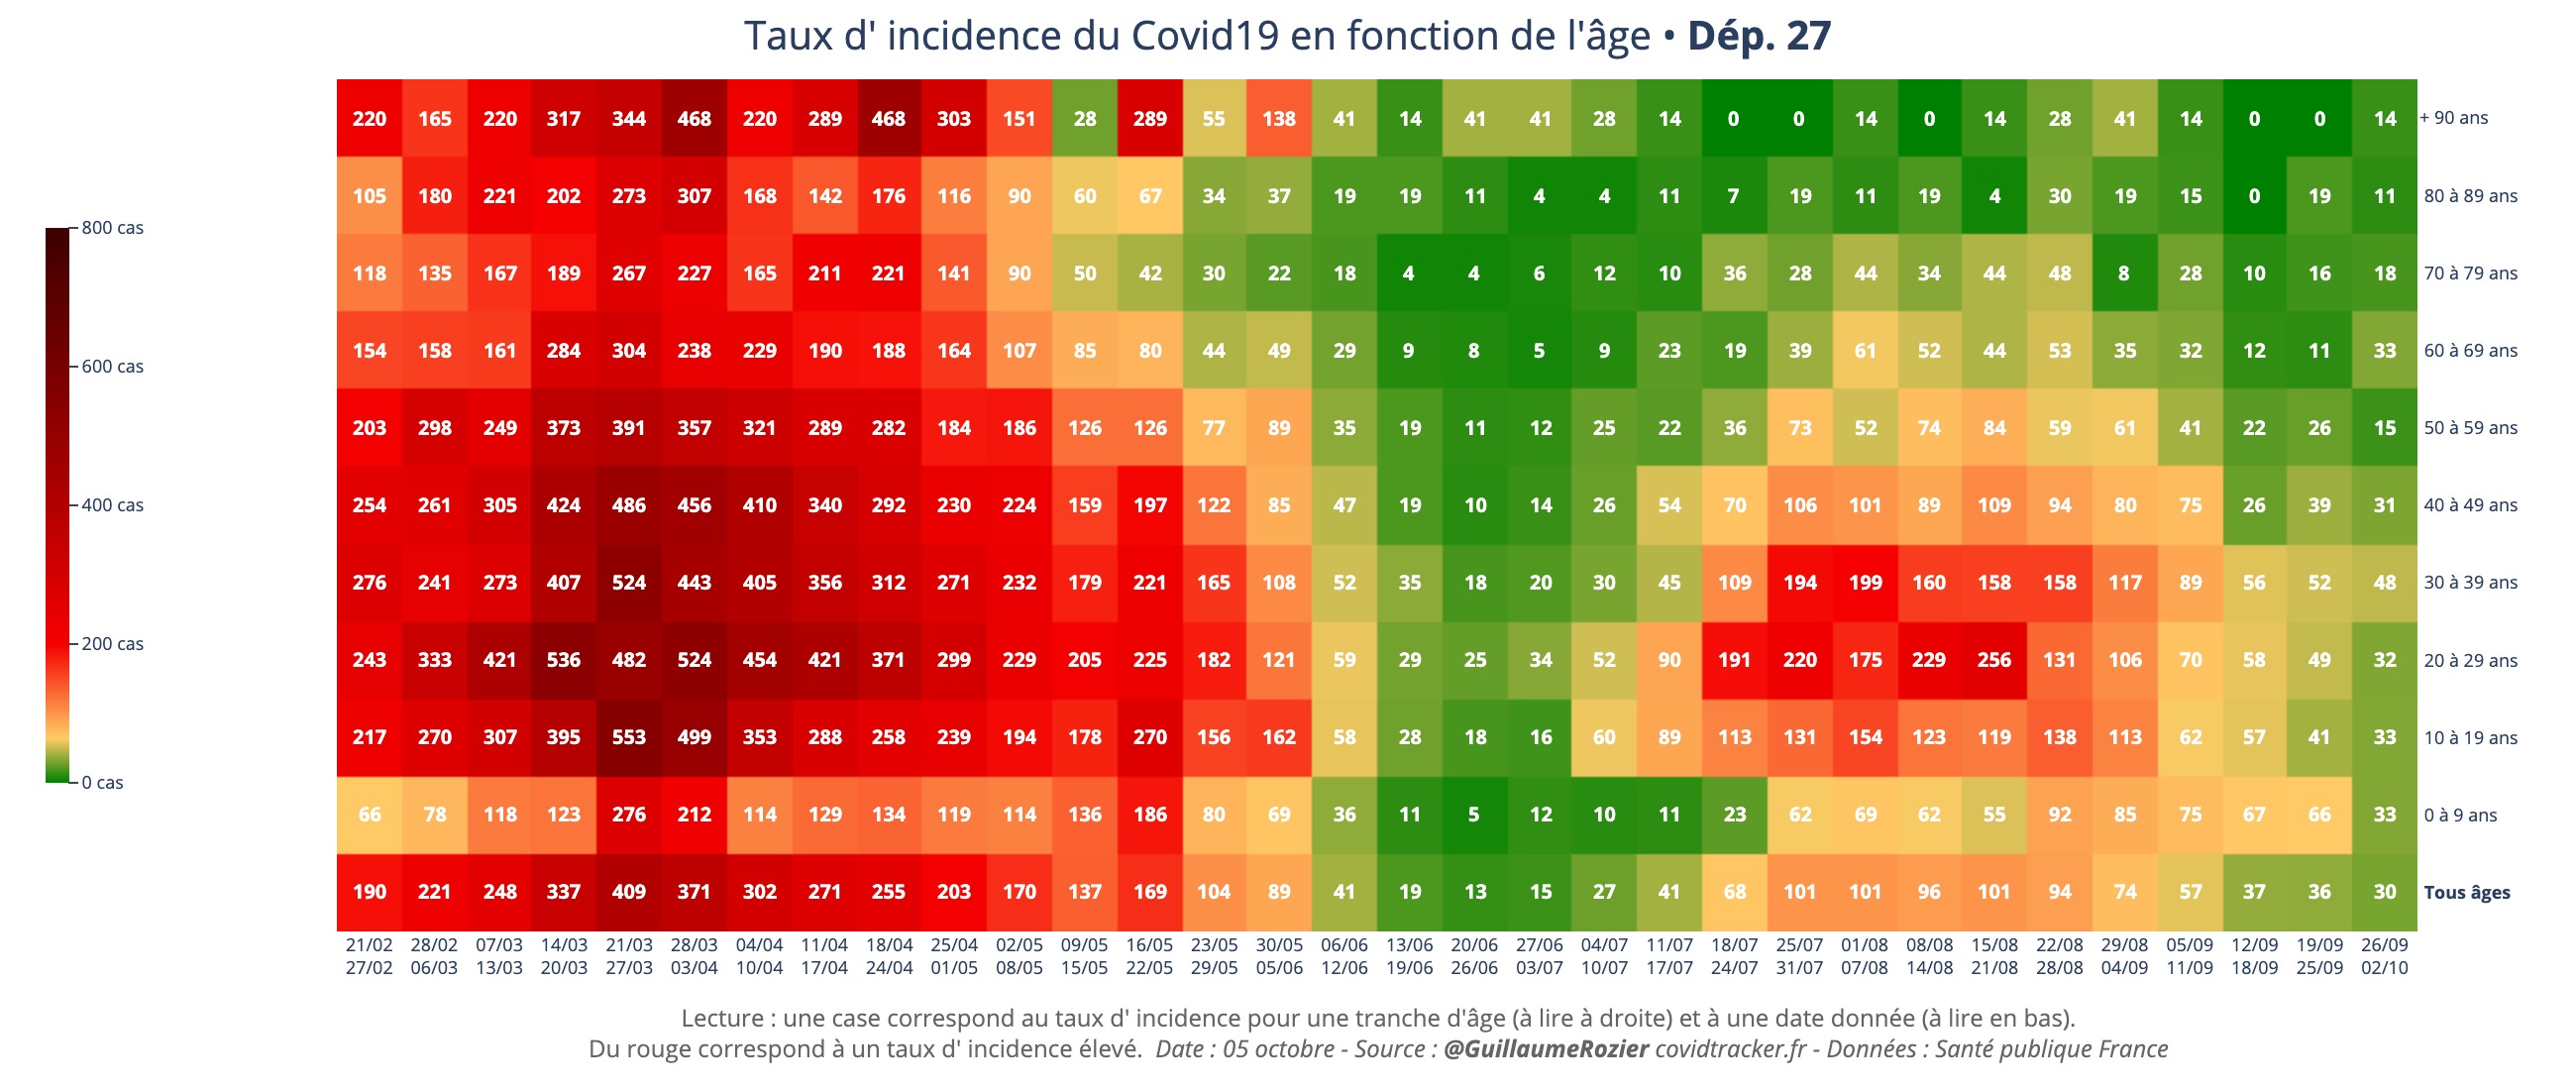 Taux d' incidence du Covid19 en fonction de l'âge • Dép. 27
220 165 220 317 344 468 220 289 468 303 151 28 289 55 138 41 14 41 41 28 14 0 0 14 0 14 28 41 14 0 0 14 + 90 ans
105 180 221 202 273 307 168 142 176 116 90 60 67 34 37 19 19 11 4 4 11 7 19 11 19 4 30 19 15 0 19 11 80 à 89 ans
800 cas
118 135 167 189 267 227 165 211 221 141 90 50 42 30 22 18 4 4 6 12 10 36 28 44 34 44 48 8 28 10 16 18 70 à 79 ans
154 158 161 284 304 238 229 190 188 164 107 85 80 44 49 29 9 8 5 9 23 19 39 61 52 44 53 35 32 12 11 33 60 à 69 ans
600 cas
203 298 249 373 391 357 321 289 282 184 186 126 126 77 89 35 19 11 12 25 22 36 73 52 74 84 59 61 41 22 26 15 50 à 59 ans
400 cas
254 261 305 424 486 456 410 340 292 230 224 159 197 122 85 47 19 10 14 26 54 70 106 101 89 109 94 80 75 26 39 31 40 à 49 ans
276 241 273 407 524 443 405 356 312 271 232 179 221 165 108 52 35 18 20 30 45 109 194 199 160 158 158 117 89 56 52 48 30 à 39 ans
200 cas
243 333 421 536 482 524 454 421 371 299 229 205 225 182 121 59 29 25 34 52 90 191 220 175 229 256 131 106 70 58 49 32 20 à 29 ans
217 270 307 395 553 499 353 288 258 239 194 178 270 156 162 58 28 18 16 60 89 113 131 154 123 119 138 113 62 57 41 33 10 à 19 ans
0 cas
66 78 118 123 276 212 114 129 134 119 114 136 186 80 69 36 11 5 12 10 11 23 62 69 62 55 92 85 75 67 66 33 0 à 9 ans
190 221 248 337 409 371 302 271 255 203 170 137 169 104 89 41 19 13 15 27 41 68 101 101 96 101 94 74 57 37 36 30 Tous âges
21/02 28/02 07/03 14/03 21/03 28/03 04/04 11/04 18/04 25/04 02/05 09/05 16/05 23/05 30/05 06/06 13/06 20/06 27/06 04/07 11/07 18/07 25/07 01/08 08/08 15/08 22/08 29/08 05/09 12/09 19/09 26/09
27/02 06/03 13/03 20/03 27/03 03/04 10/04 17/04 24/04 01/05 08/05 15/05 22/05 29/05 05/06 12/06 19/06 26/06 03/07 10/07 17/07 24/07 31/07 07/08 14/08 21/08 28/08 04/09 11/09 18/09 25/09 02/10
Lecture : une case correspond au taux d' incidence pour une tranche d'âge (à lire à droite) et à une date donnée (à lire en bas).
Du rouge correspond à un taux d' incidence élevé. Date : 05 octobre - Source : @GuillaumeRozier covidtracker.fr - Données : Santé publique France